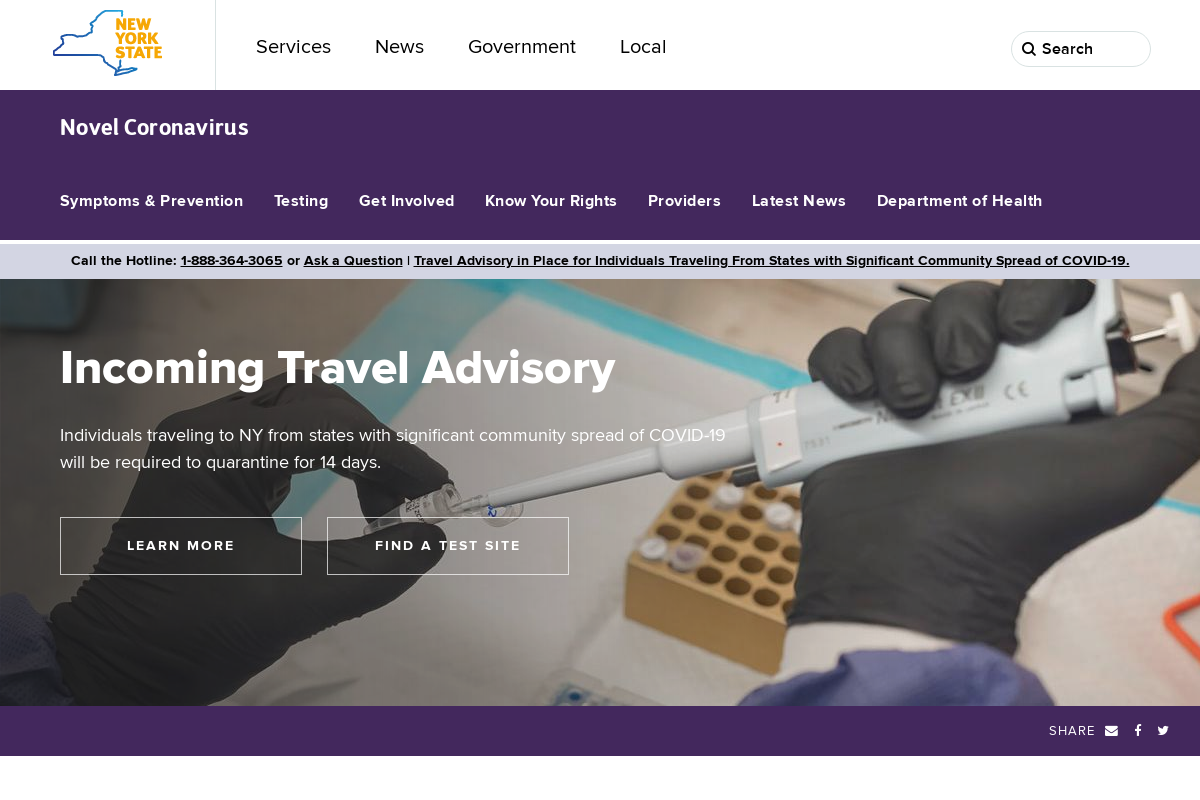 NEW
YORK
STATE
Services News Government Local
Search
Novel Coronavirus
Symptoms & Prevention Testing Get Involved Know Your Rights Providers Latest News Department of Health
Call the Hotline: 1-888-364-3065 or Ask a Question | Travel Advisory in Place for Individuals Traveling From States with Significant Community Spread of COVID-19.
Incoming Travel Advisory
Individuals traveling to NY from states with significant community spread of COVID-19
will be required to quarantine for 14 days.
LEARN MORE FIND A TEST SITE
SHARE